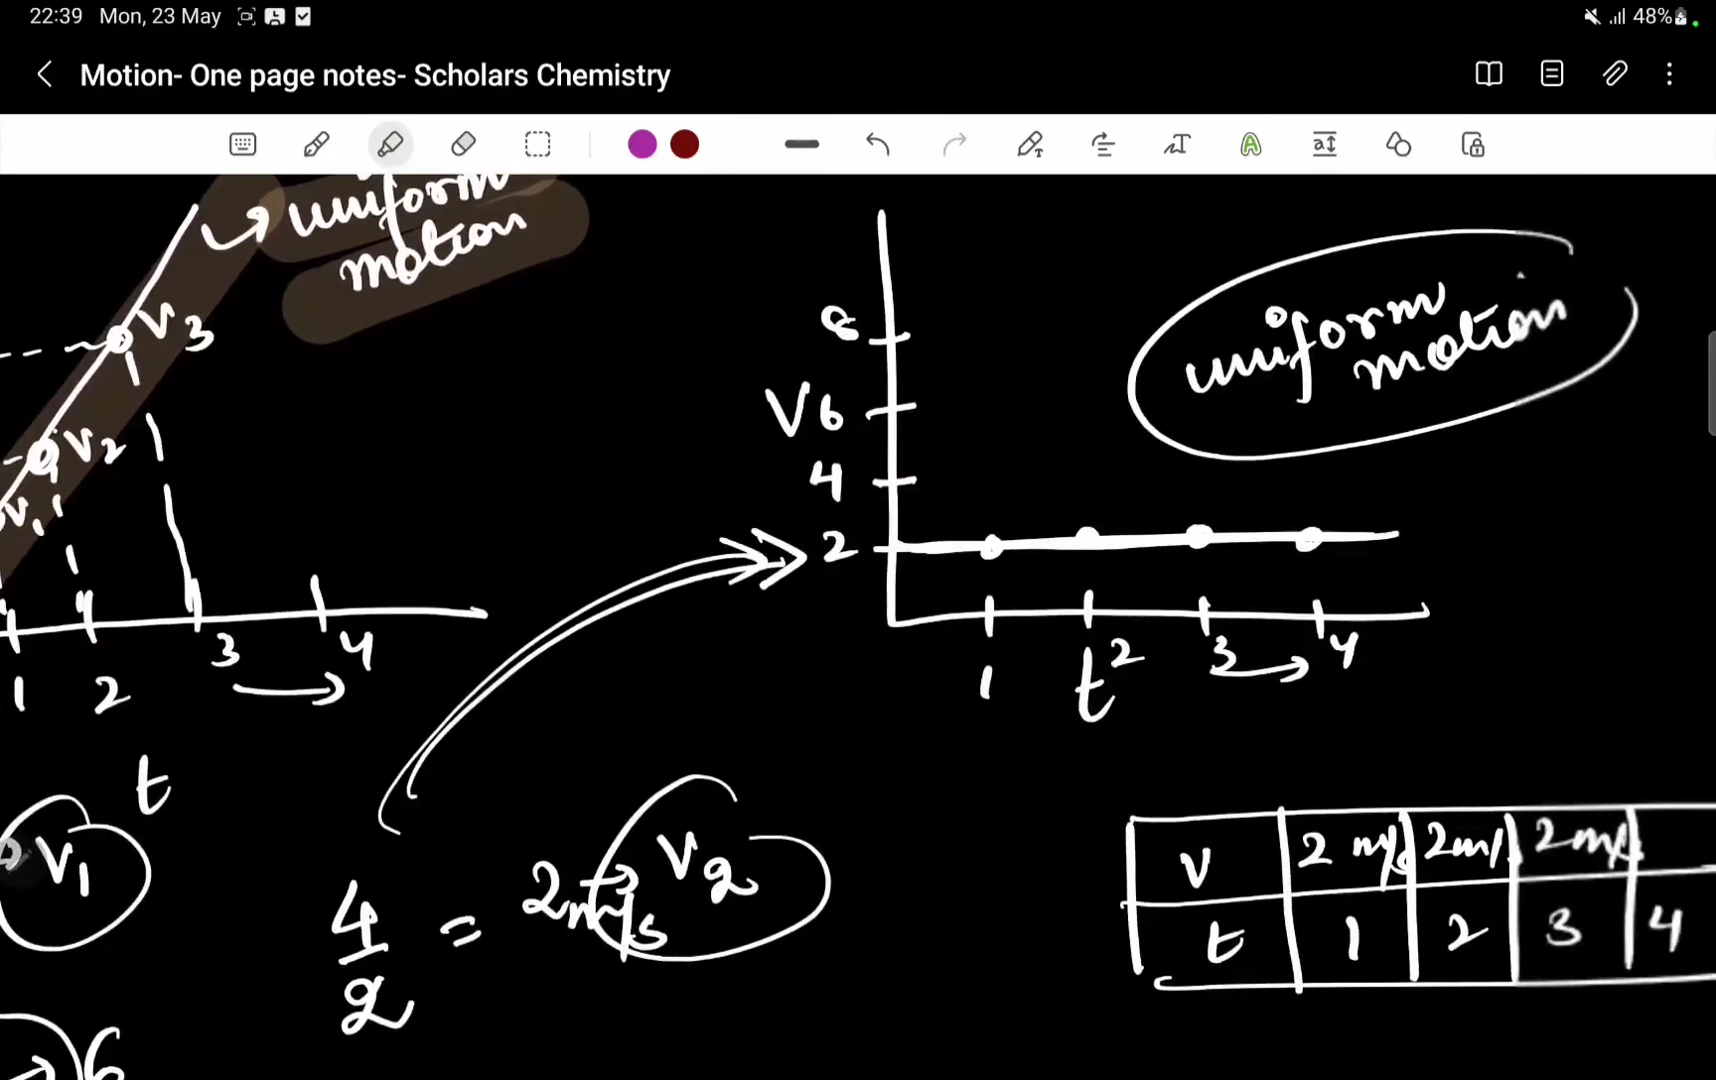 22:39 Mon, 23 May
48%
Motion- One page notes- Scholars Chemistry
uniform
motion
V3
V2
V1
1 2 3 4
t
8
V 6
4
2
1 2 3 4
t
uniform
motion
V1
4/2 = 2m/s
V2
6
V 2 m/s 2m/s 2m/s
t 1 2 3 4